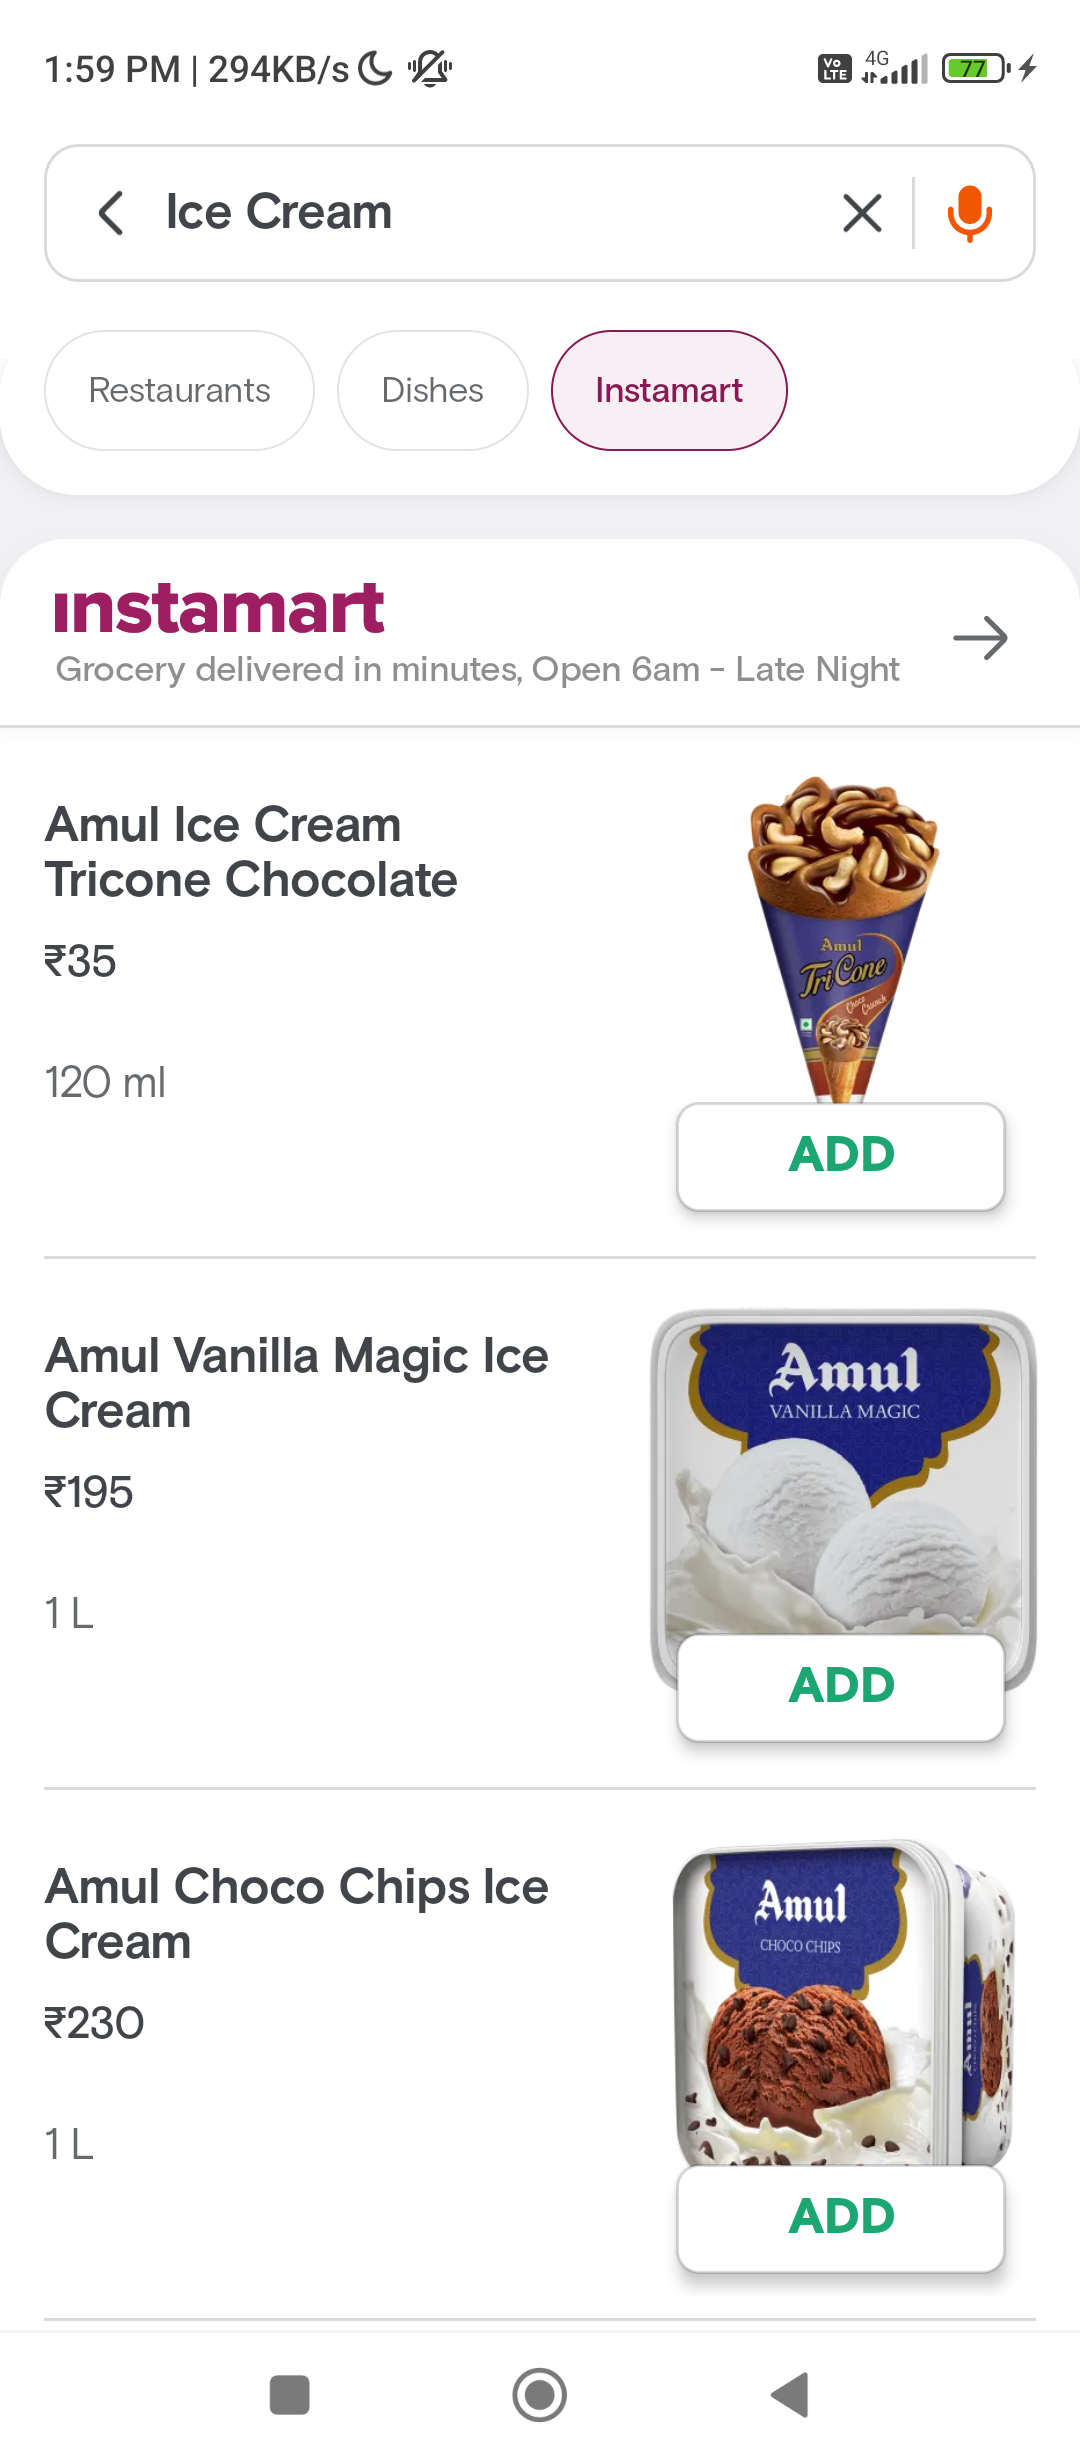 1:59 PM | 294KB/s
Vo
LTE
4G
77
Ice Cream
Restaurants
Dishes
Instamart
instamart
Grocery delivered in minutes, Open 6am - Late Night
Amul Ice Cream
Tricone Chocolate
₹35
120 ml
Amul
TriCone
Choco
Crunch
ADD
Amul Vanilla Magic Ice
Cream
₹195
1 L
Amul
VANILLA MAGIC
ADD
Amul Choco Chips Ice
Cream
₹230
1 L
Amul
CHOCO CHIPS
Amul
ADD